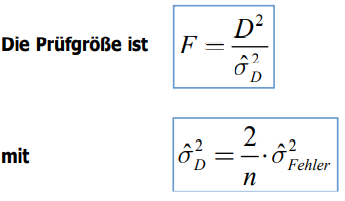 Die Prüfgröße ist F = D² / σ̂²_D
mit σ̂²_D = 2/n · σ̂²_Fehler